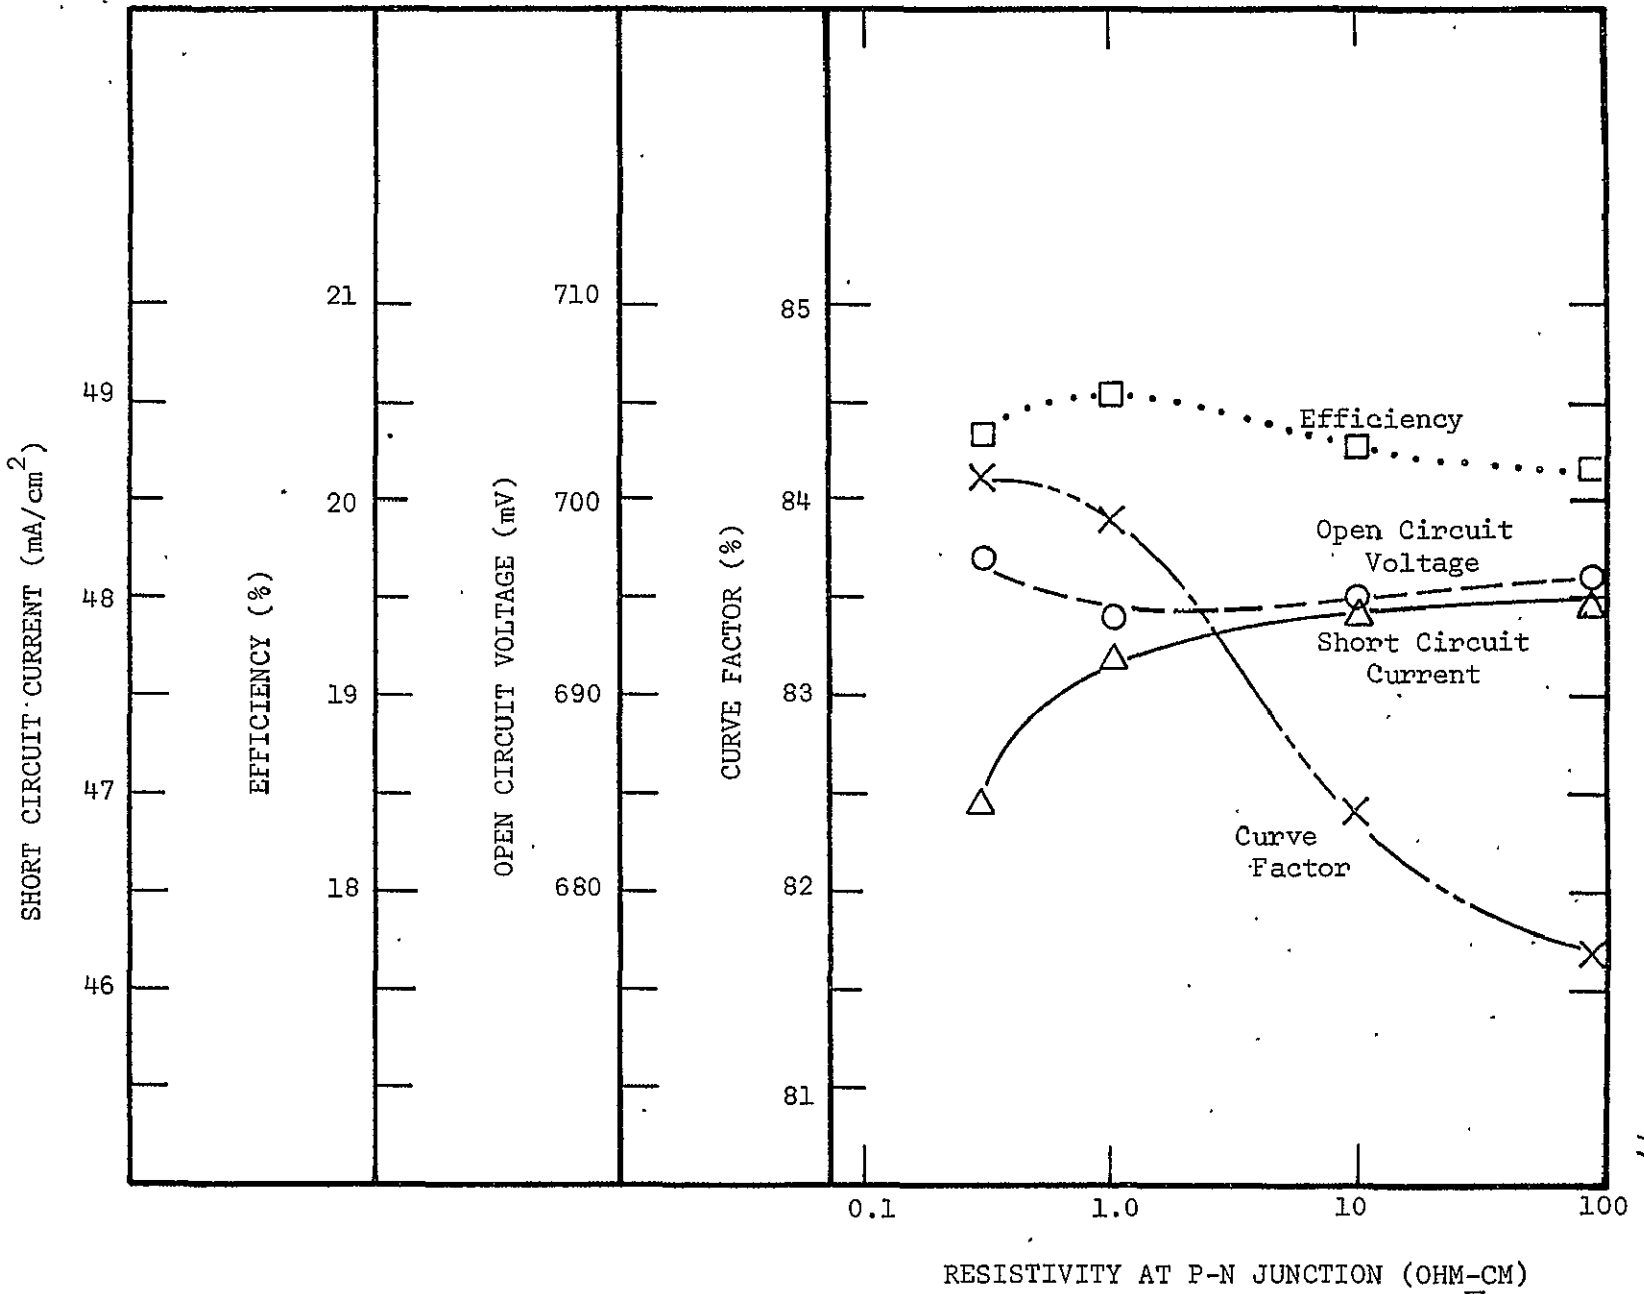 SHORT CIRCUIT CURRENT (mA/cm²)
49
48
47
46
EFFICIENCY (%)
21
20
19
18
OPEN CIRCUIT VOLTAGE (mV)
710
700
690
680
CURVE FACTOR (%)
85
84
83
82
81
Efficiency
Open Circuit
Voltage
Short Circuit
Current
Curve
Factor
0.1
1.0
10
100
RESISTIVITY AT P-N JUNCTION (OHM-CM)